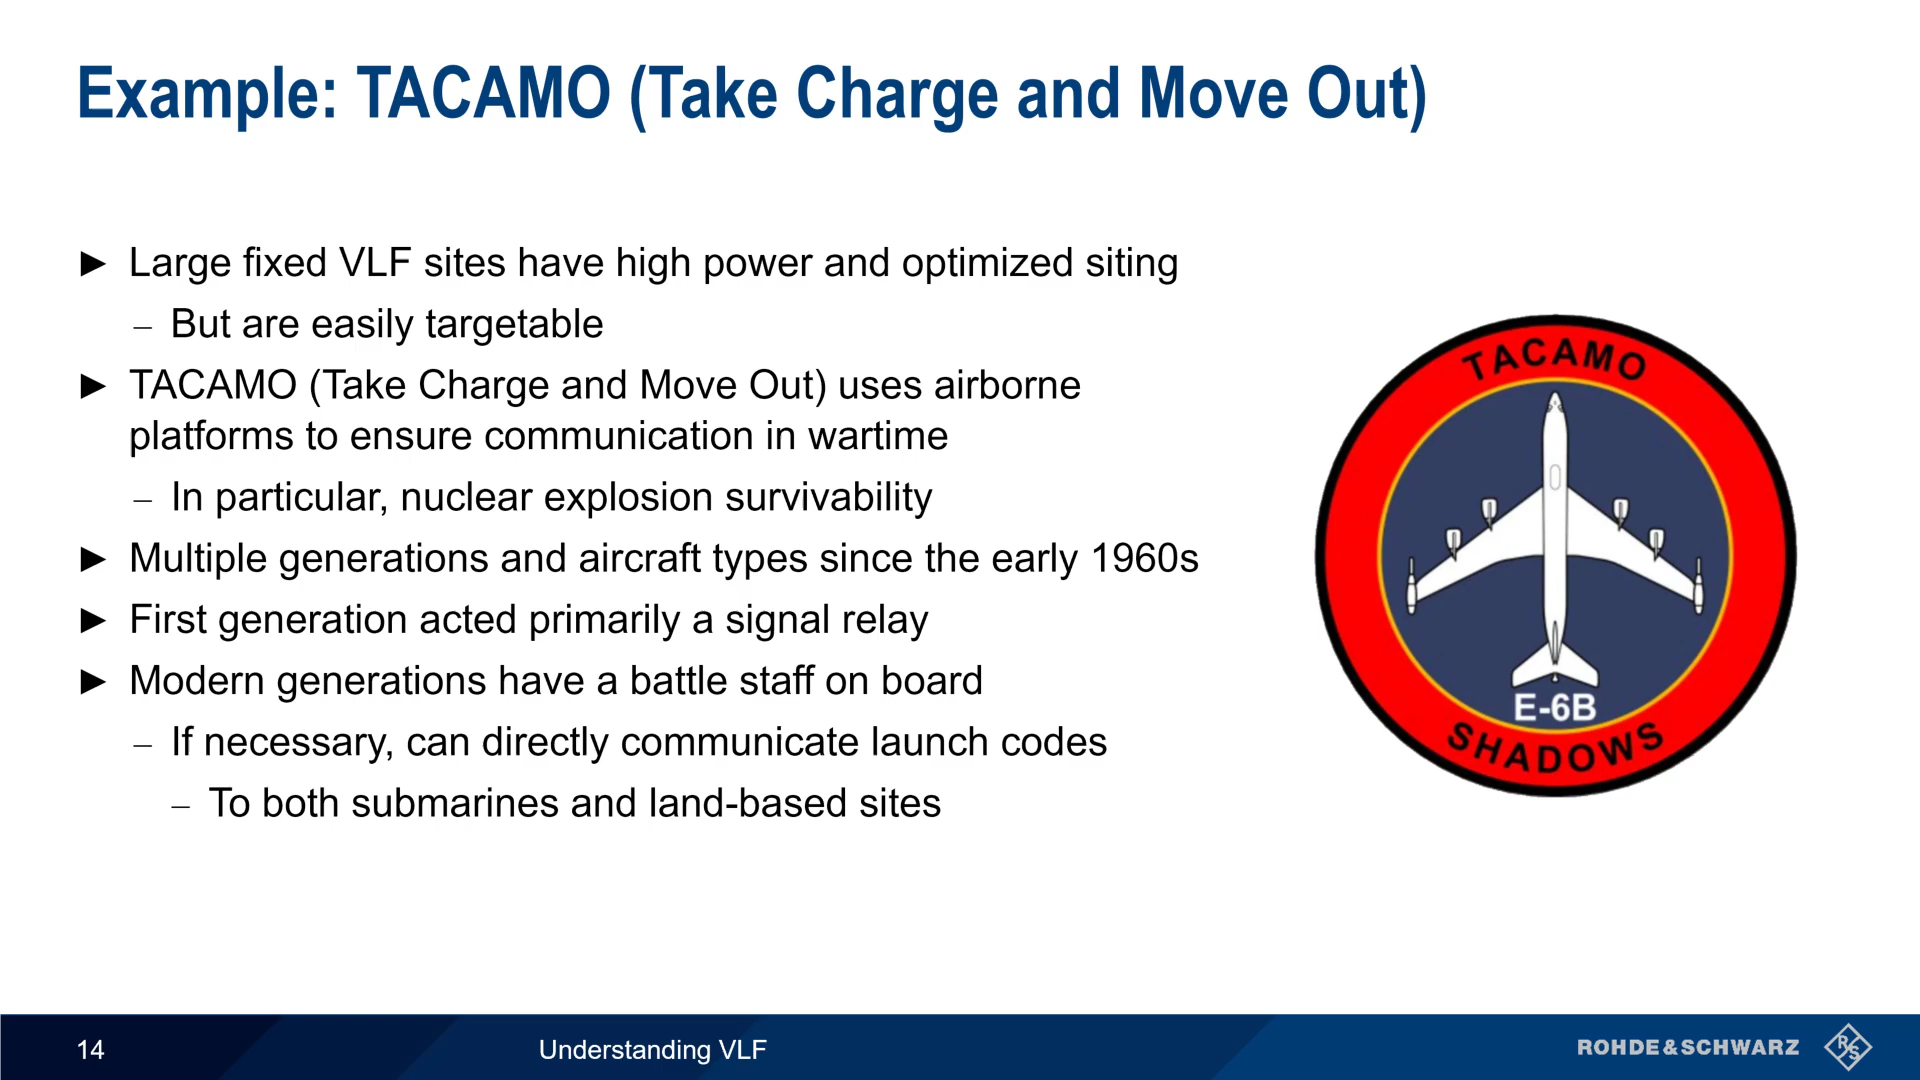 Example: TACAMO (Take Charge and Move Out)
► Large fixed VLF sites have high power and optimized siting
– But are easily targetable
► TACAMO (Take Charge and Move Out) uses airborne
platforms to ensure communication in wartime
– In particular, nuclear explosion survivability
► Multiple generations and aircraft types since the early 1960s
► First generation acted primarily a signal relay
► Modern generations have a battle staff on board
– If necessary, can directly communicate launch codes
– To both submarines and land-based sites
TACAMO
E-6B
SHADOWS
14
Understanding VLF
ROHDE&SCHWARZ
R&S